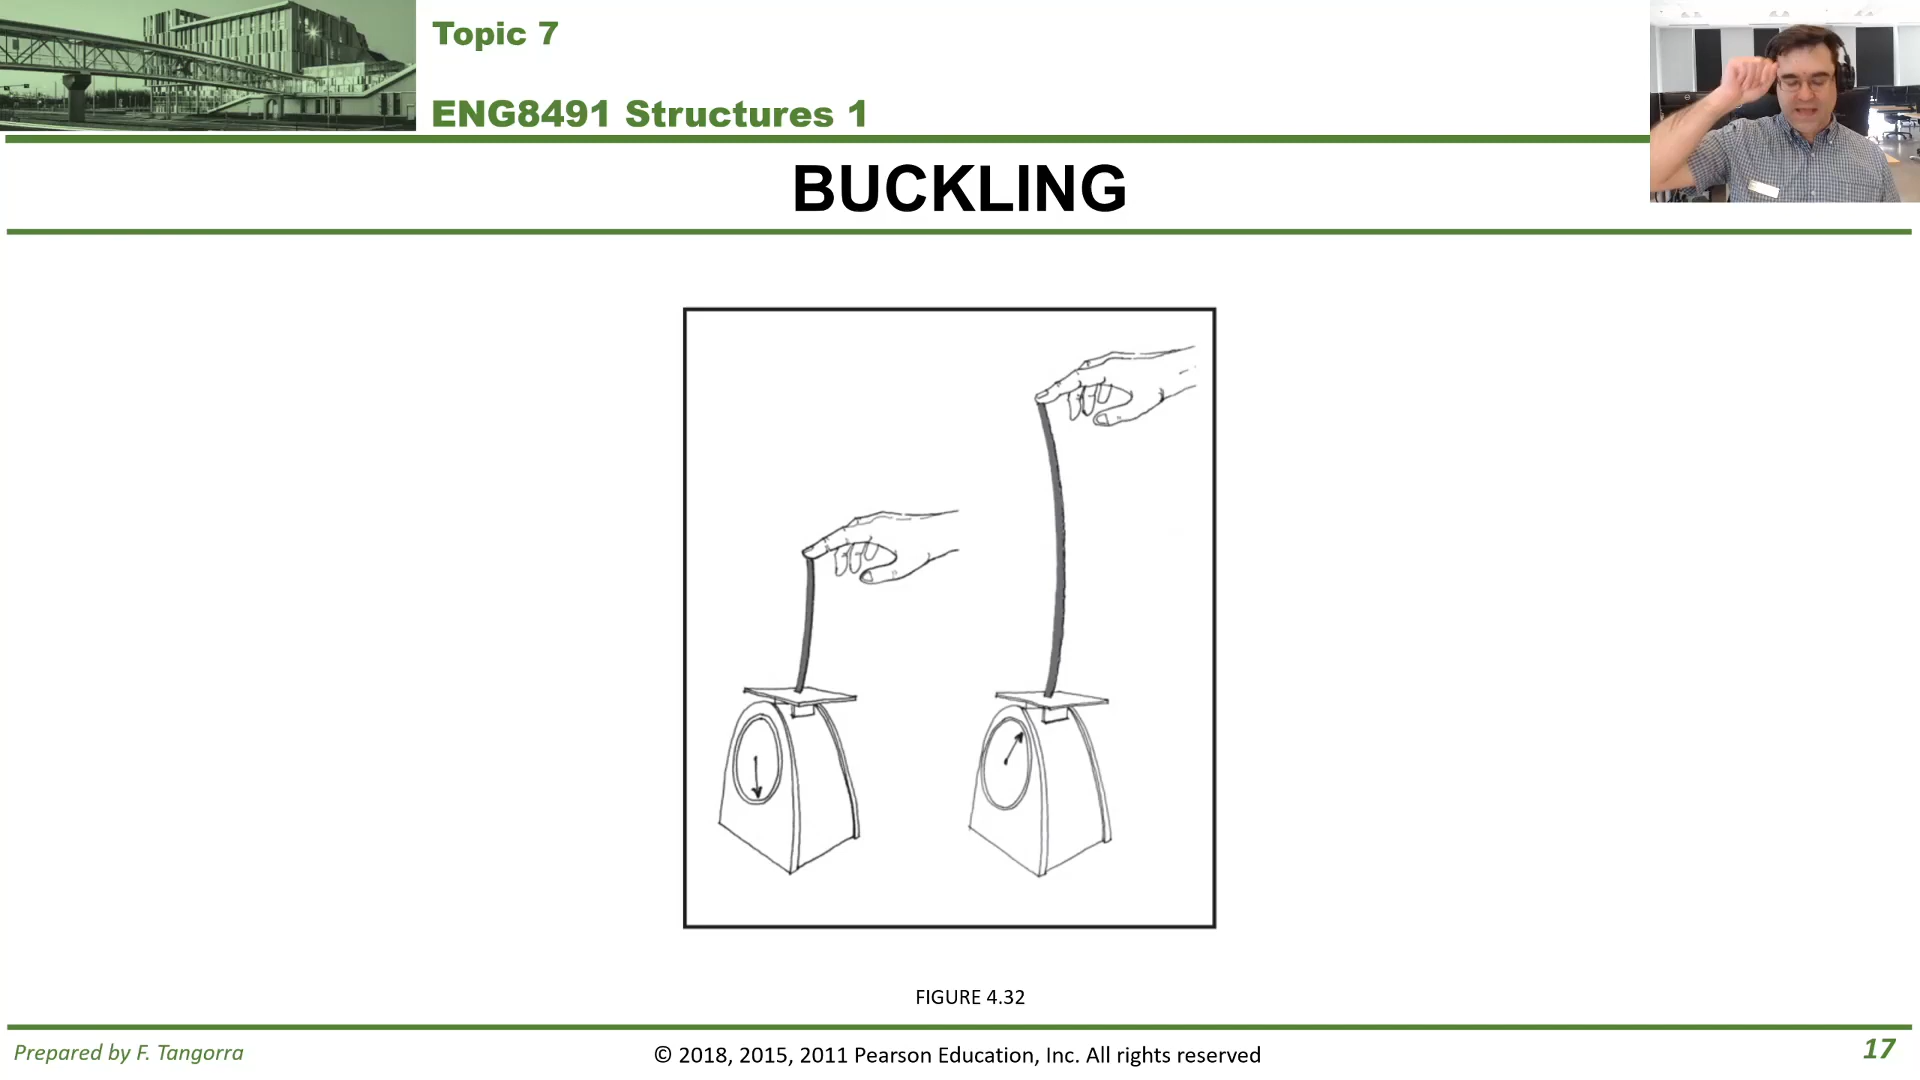 Topic 7
ENG8491 Structures 1
BUCKLING
FIGURE 4.32
Prepared by F. Tangorra
© 2018, 2015, 2011 Pearson Education, Inc. All rights reserved
17